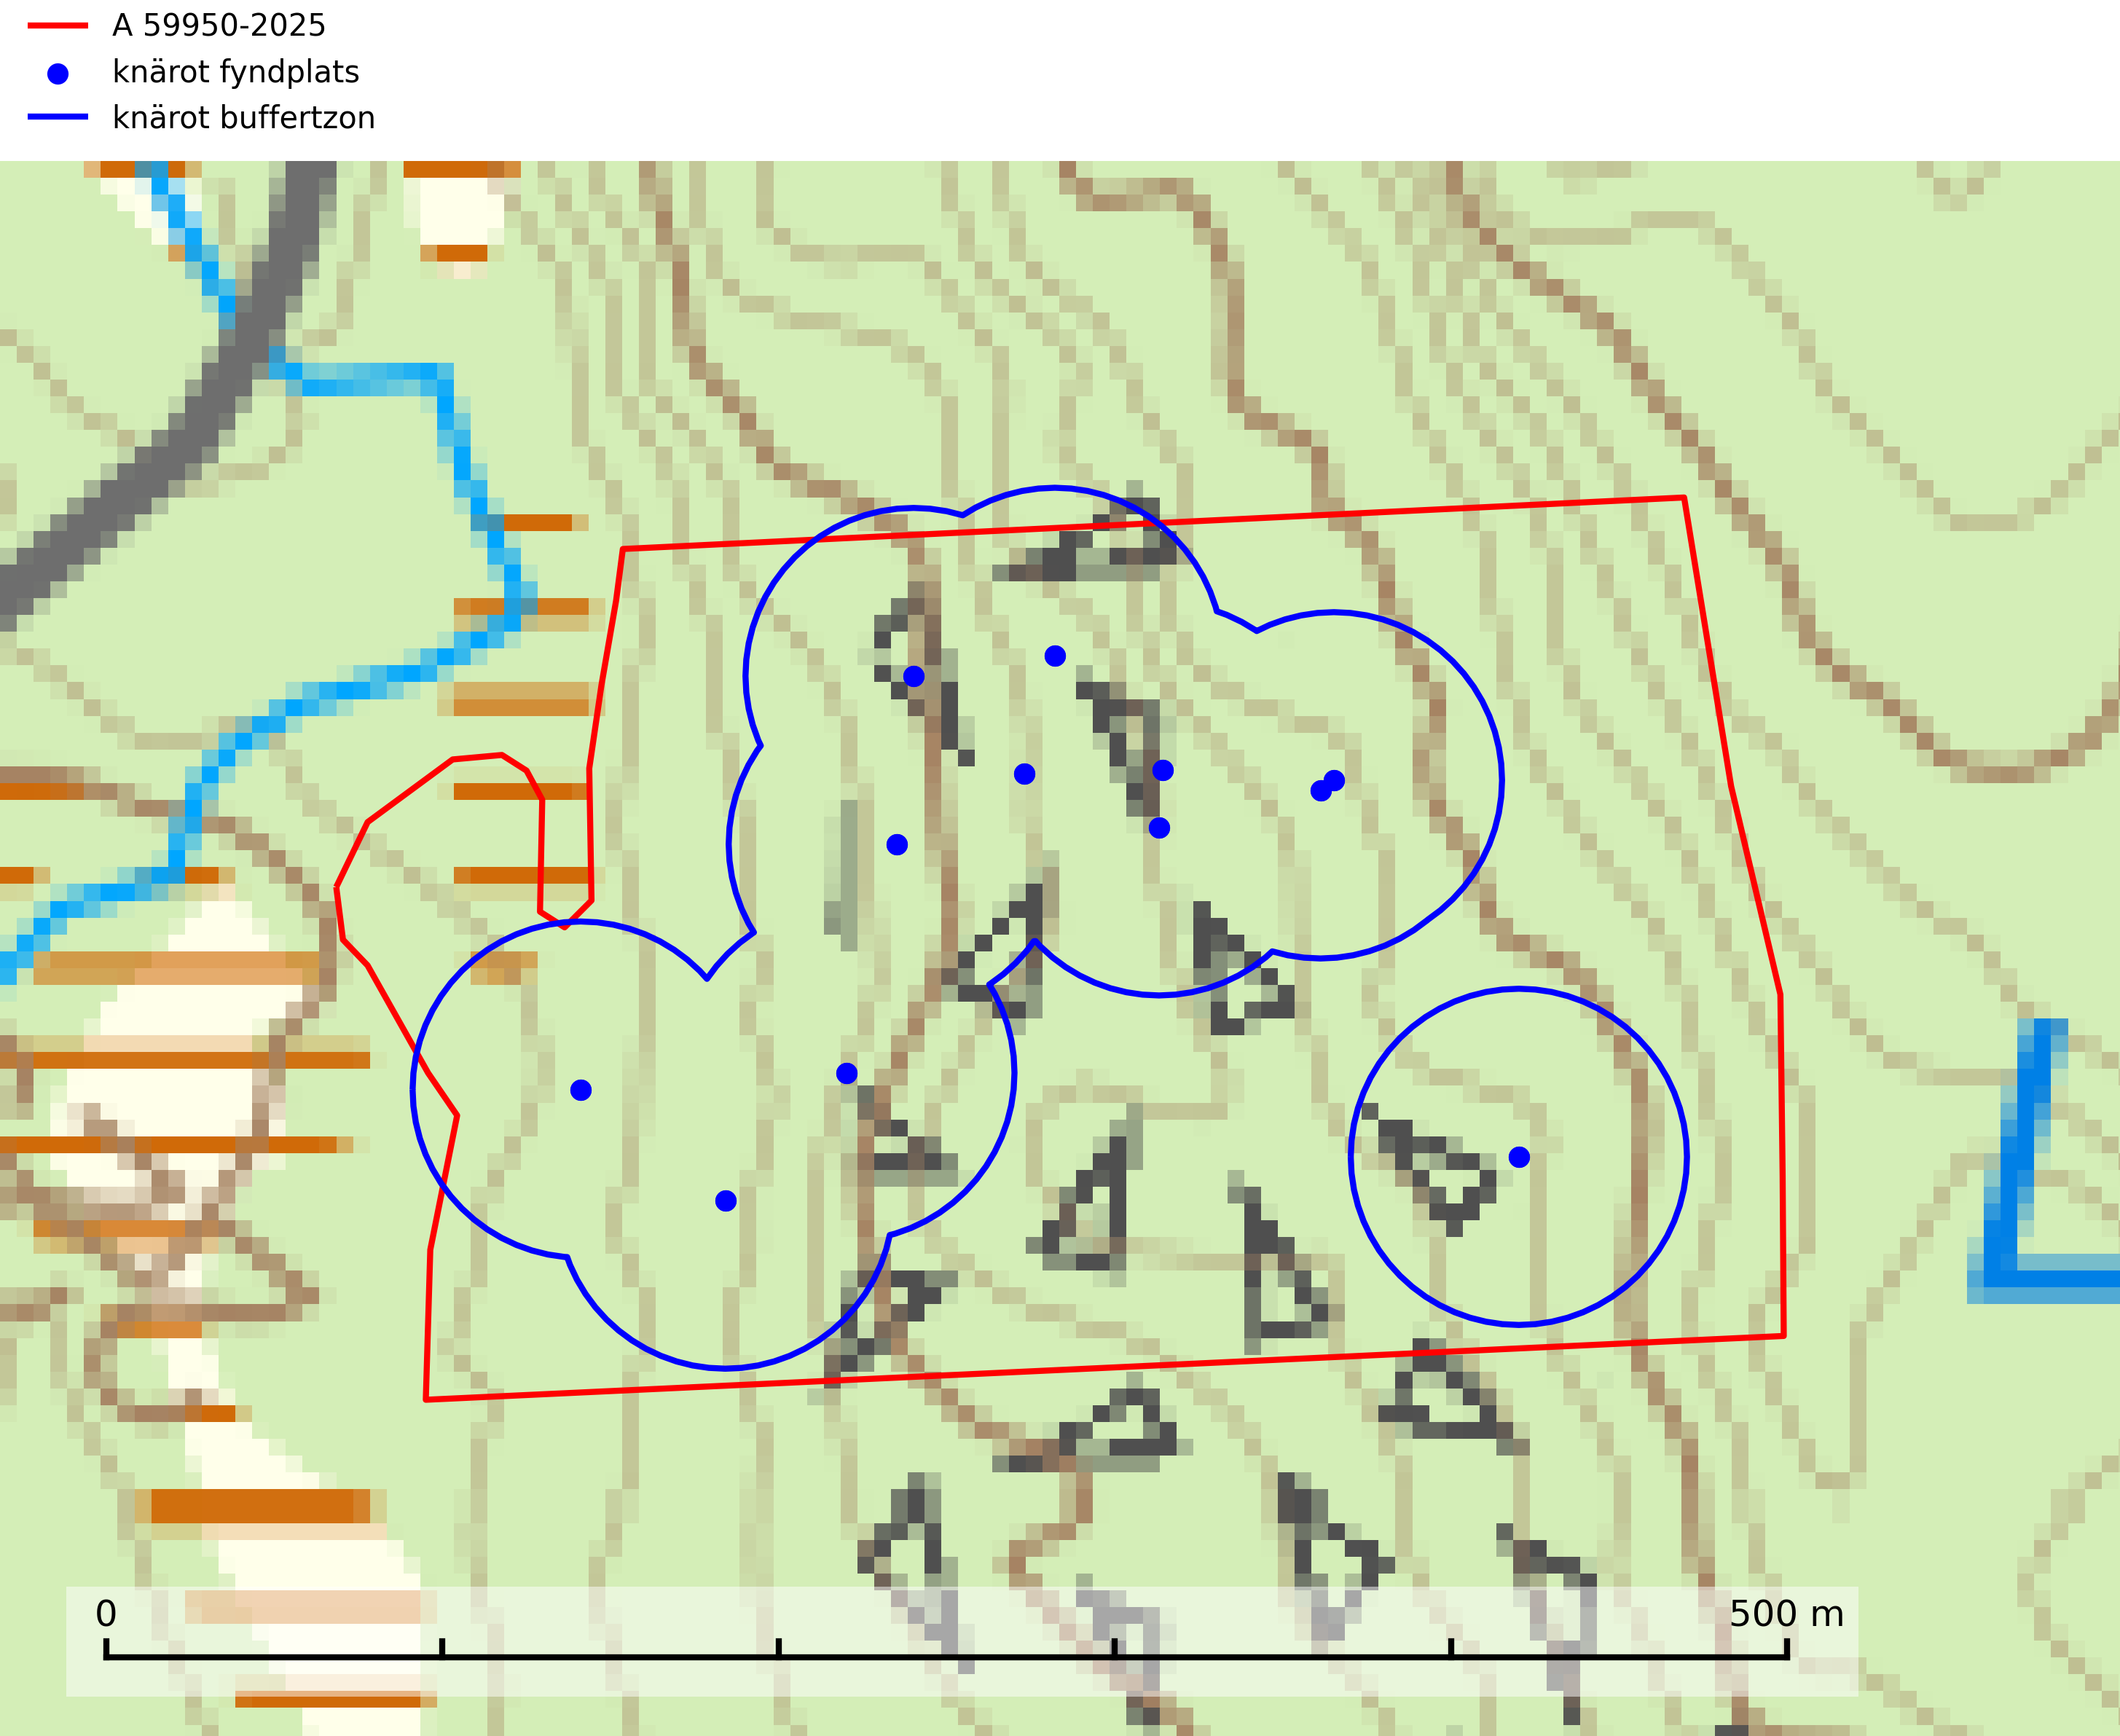 A 59950-2025
knärot fyndplats
knärot buffertzon
0 500 m